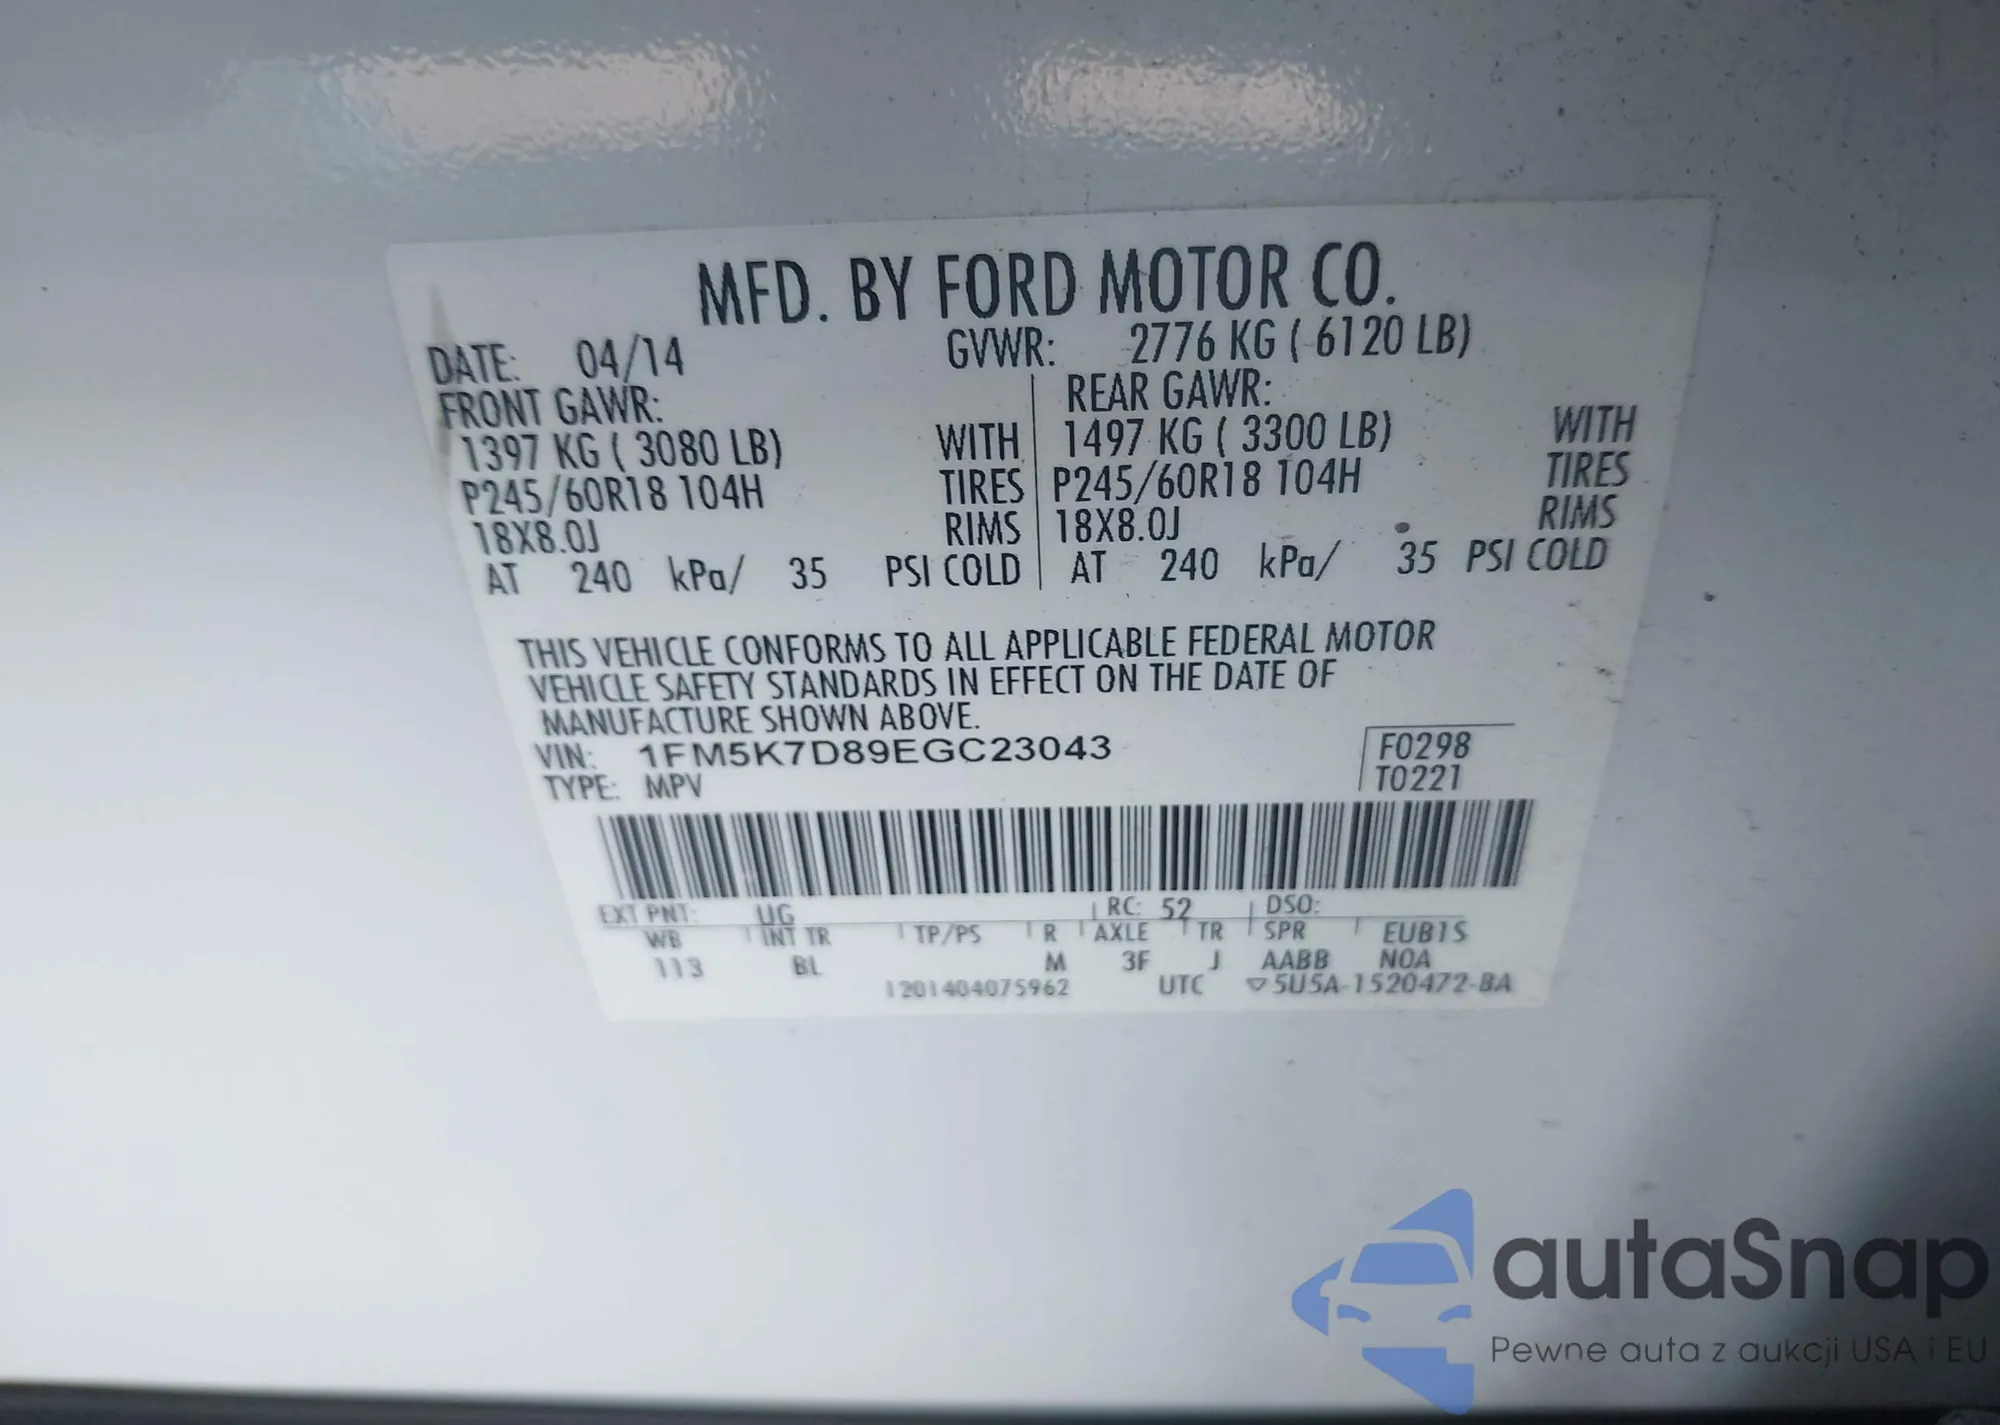 MFD. BY FORD MOTOR CO.
DATE: 04/14 GVWR: 2776 KG ( 6120 LB)
FRONT GAWR: REAR GAWR:
1397 KG ( 3080 LB) WITH 1497 KG ( 3300 LB) WITH
P245/60R18 104H TIRES P245/60R18 104H TIRES
18X8.0J RIMS 18X8.0J RIMS
AT 240 kPa/ 35 PSI COLD AT 240 kPa/ 35 PSI COLD
THIS VEHICLE CONFORMS TO ALL APPLICABLE FEDERAL MOTOR
VEHICLE SAFETY STANDARDS IN EFFECT ON THE DATE OF
MANUFACTURE SHOWN ABOVE.
VIN: 1FM5K7D89EGC23043 F0298
TYPE: MPV T0221
EXT PNT: UG RC: 52 DSO:
WB INT TR TP/PS R AXLE TR SPR EUB1S
113 BL M 3F J AABB NOA
1201404075962 UTC ▽5U5A-1520472-BA
autaSnap
Pewne auta z aukcji USA i EU